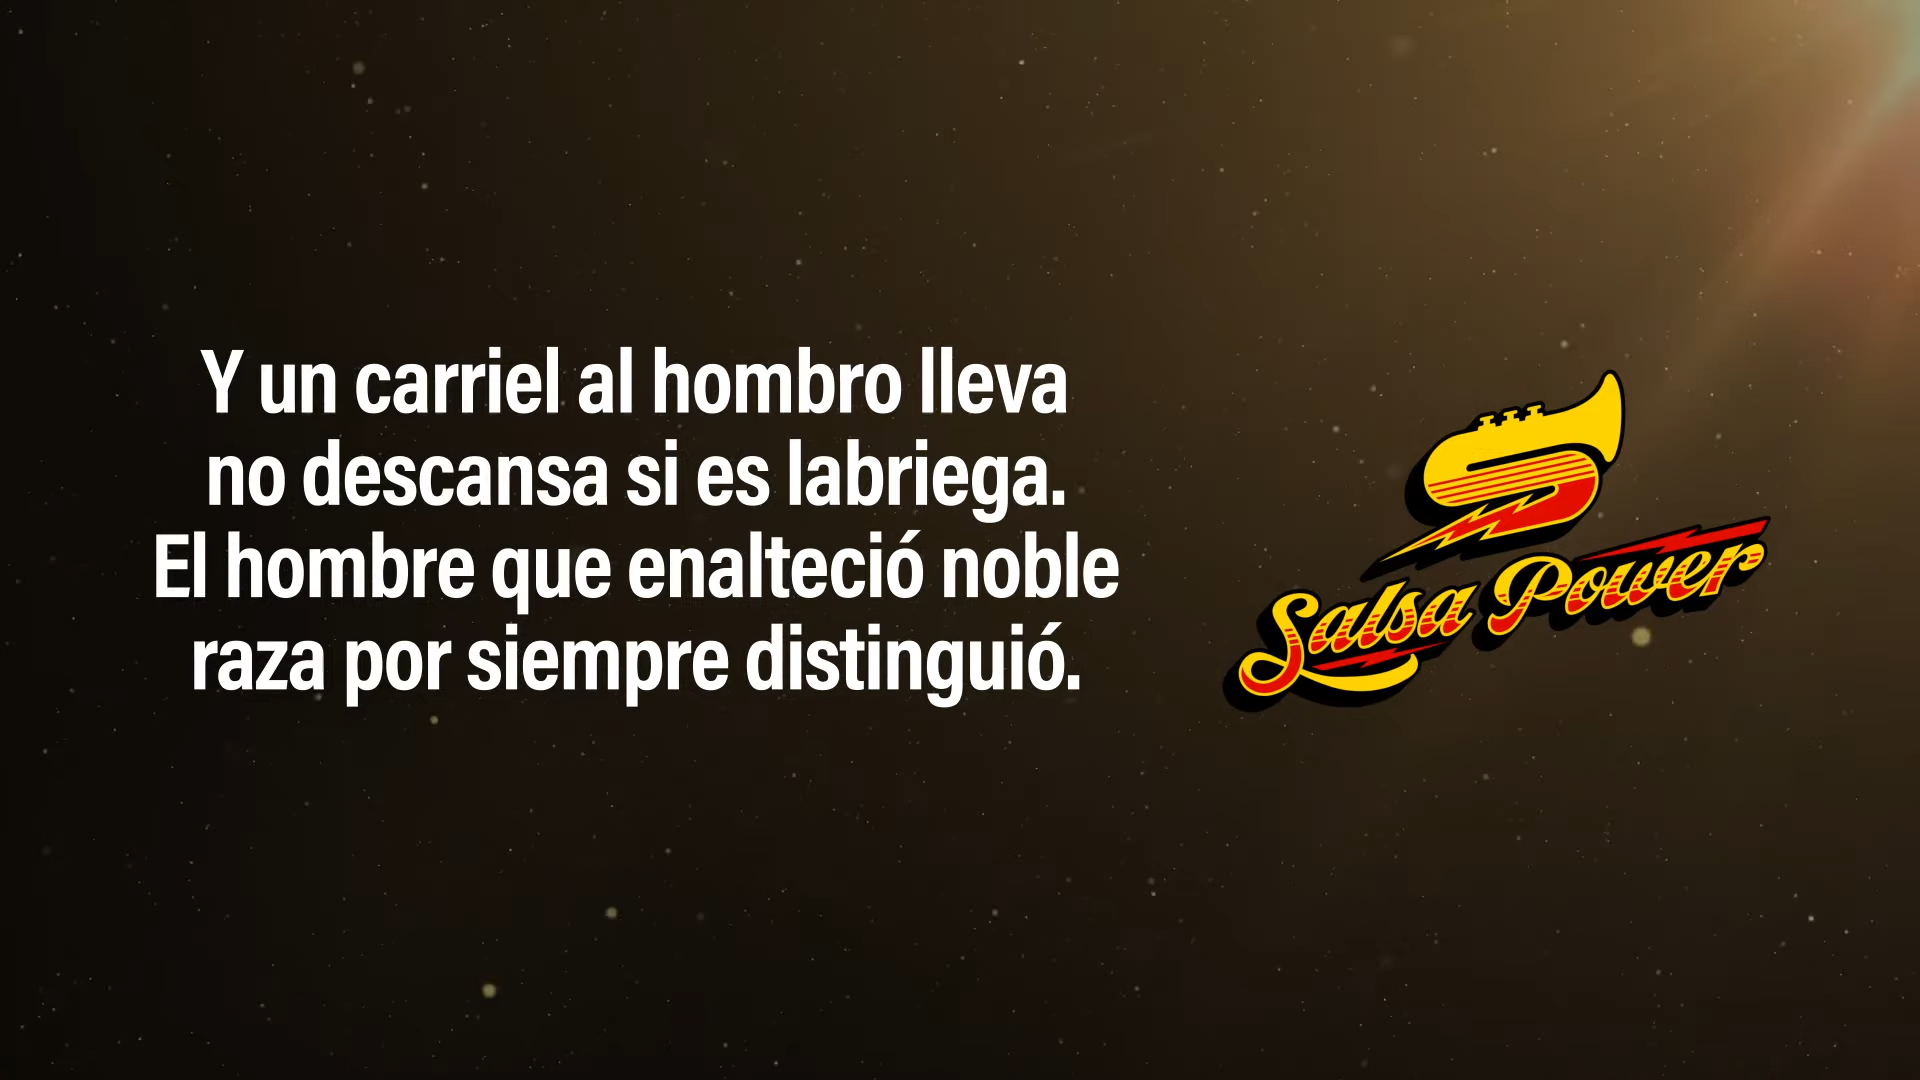 Y un carriel al hombro lleva
no descansa si es labriega.
El hombre que enalteció noble
raza por siempre distinguió.
Salsa Power